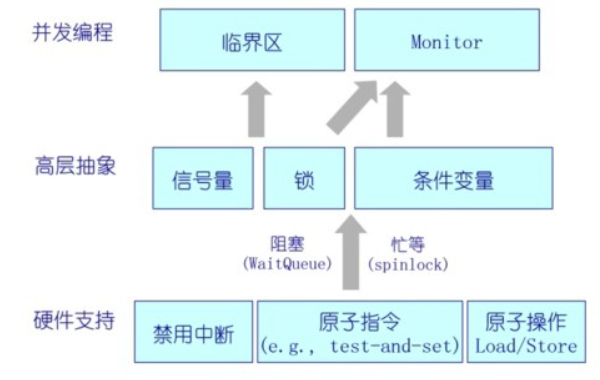 并发编程
临界区
Monitor
高层抽象
信号量
锁
条件变量
阻塞
(WaitQueue)
忙等
(spinlock)
硬件支持
禁用中断
原子指令
(e.g., test-and-set)
原子操作
Load/Store